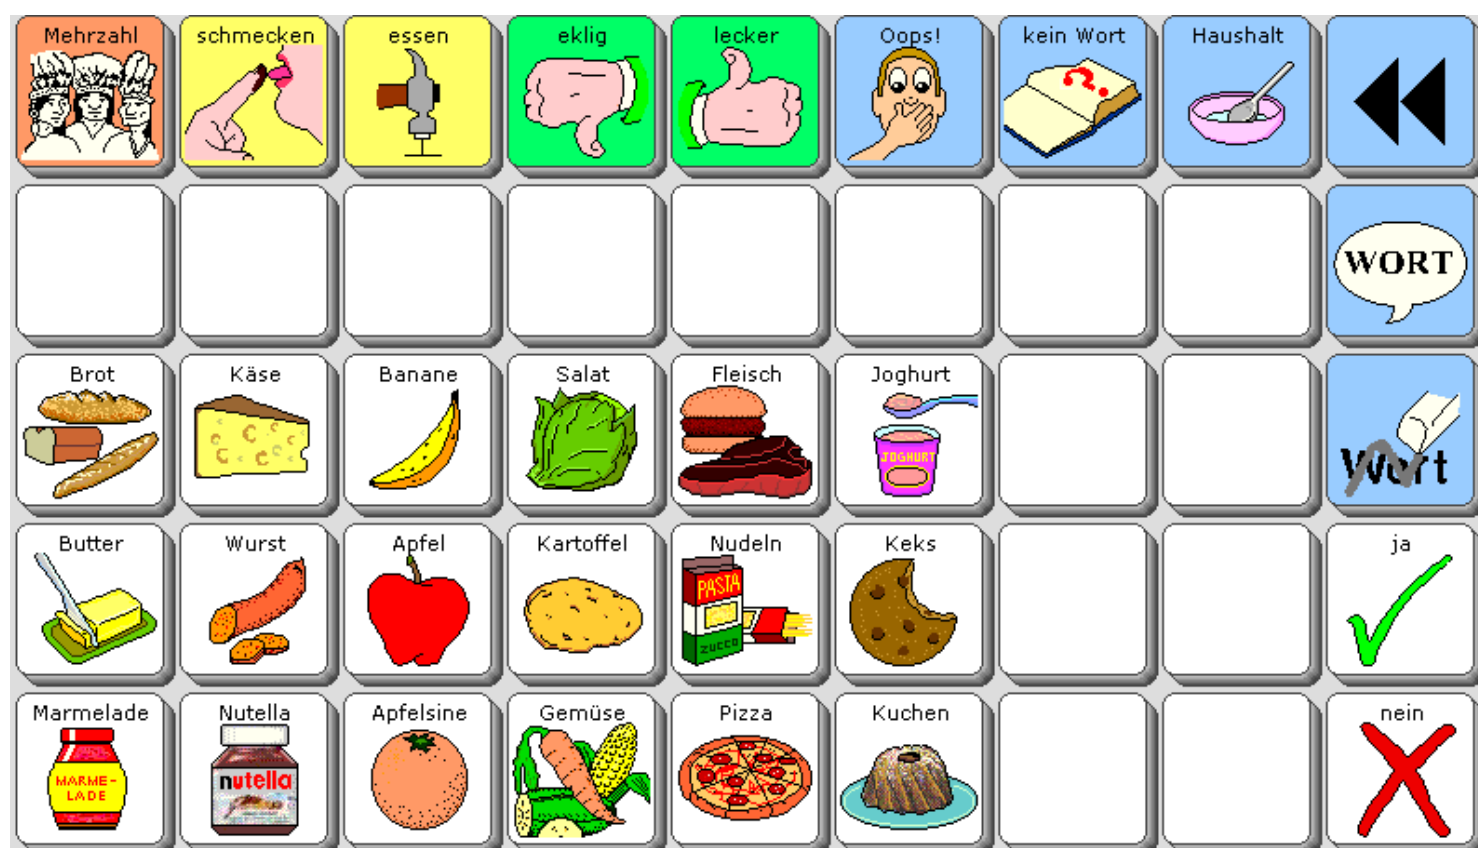 Mehrzahl
schmecken
essen
eklig
lecker
Oops!
kein Wort
Haushalt
WORT
Brot
Käse
Banane
Salat
Fleisch
Joghurt
JOGHURT
Wort
Butter
Wurst
Apfel
Kartoffel
Nudeln
PASTA
ZUCCO
Keks
ja
Marmelade
MARME-
LADE
Nutella
nutella
Apfelsine
Gemüse
Pizza
Kuchen
nein